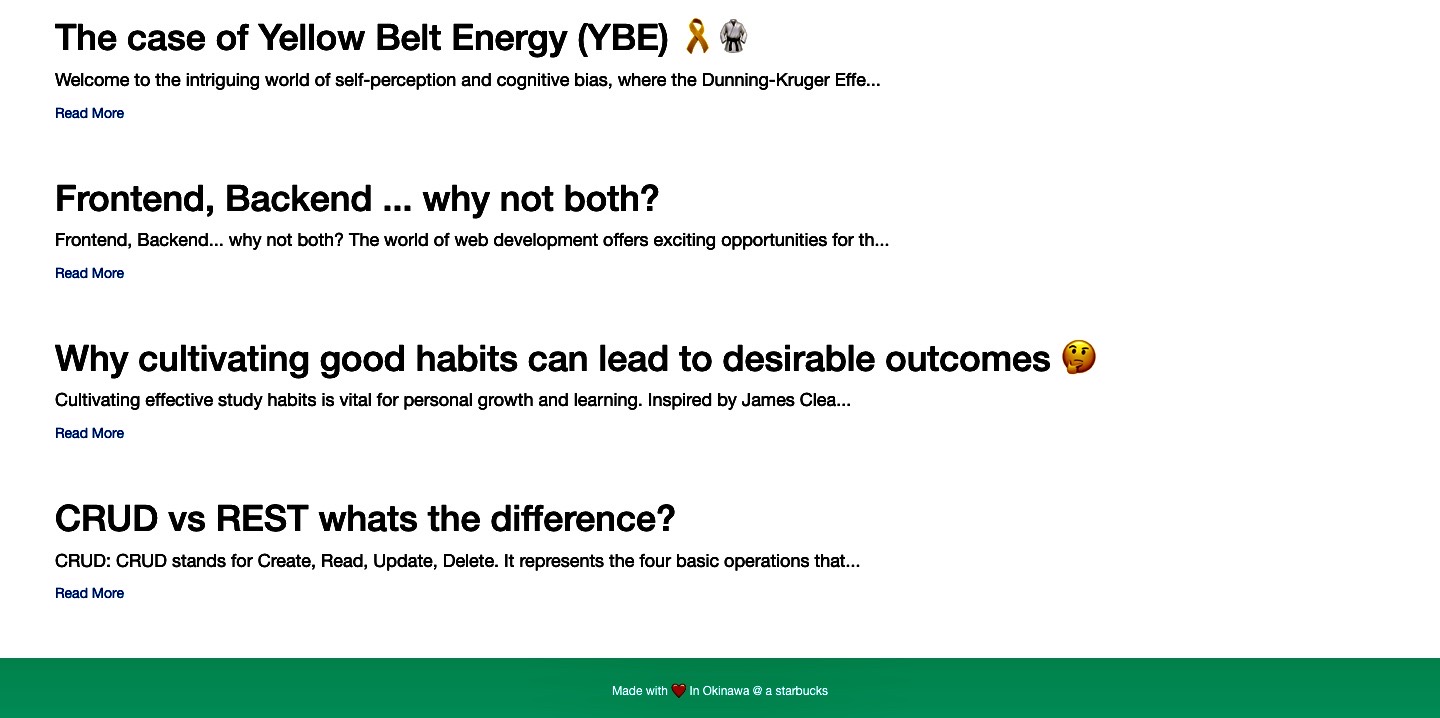 The case of Yellow Belt Energy (YBE) 🎗️🥋
Welcome to the intriguing world of self-perception and cognitive bias, where the Dunning-Kruger Effe...
Read More
Frontend, Backend ... why not both?
Frontend, Backend... why not both? The world of web development offers exciting opportunities for th...
Read More
Why cultivating good habits can lead to desirable outcomes 🤔
Cultivating effective study habits is vital for personal growth and learning. Inspired by James Clea...
Read More
CRUD vs REST whats the difference?
CRUD: CRUD stands for Create, Read, Update, Delete. It represents the four basic operations that...
Read More
Made with ❤️ In Okinawa @ a starbucks